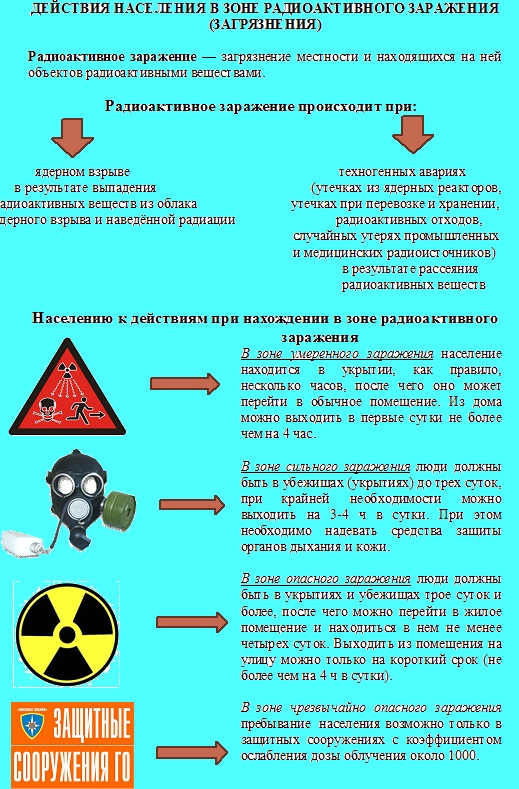 ДЕЙСТВИЯ НАСЕЛЕНИЯ В ЗОНЕ РАДИОАКТИВНОГО ЗАРАЖЕНИЯ
(ЗАГРЯЗНЕНИЯ)
Радиоактивное заражение — загрязнение местности и находящихся на ней
объектов радиоактивными веществами.
Радиоактивное заражение происходит при:
ядерном взрыве
в результате выпадения
адиоактивных веществ из облака
дерного взрыва и наведённой радиации
техногенных авариях
(утечках из ядерных реакторов,
утечках при перевозке и хранении,
радиоактивных отходов,
случайных утерях промышленных
и медицинских радиоисточников)
в результате рассеяния
радиоактивных веществ
Населению к действиям при нахождении в зоне радиоактивного
заражения
В зоне умеренного заражения население
находится в укрытии, как правило,
несколько часов, после чего оно может
перейти в обычное помещение. Из дома
можно выходить в первые сутки не более
чем на 4 час.
В зоне сильного заражения люди должны
быть в убежищах (укрытиях) до трех суток,
при крайней необходимости можно
выходить на 3-4 ч в сутки. При этом
необходимо надевать средства защиты
органов дыхания и кожи.
В зоне опасного заражения люди должны
быть в укрытиях и убежищах трое суток и
более, после чего можно перейти в жилое
помещение и находиться в нем не менее
четырех суток. Выходить из помещения на
улицу можно только на короткий срок (не
более чем на 4 ч в сутки).
В зоне чрезвычайно опасного заражения
пребывание населения возможно только в
защитных сооружениях с коэффициентом
ослабления дозы облучения около 1000.
ЗАЩИТНЫЕ
СООРУЖЕНИЯ ГО